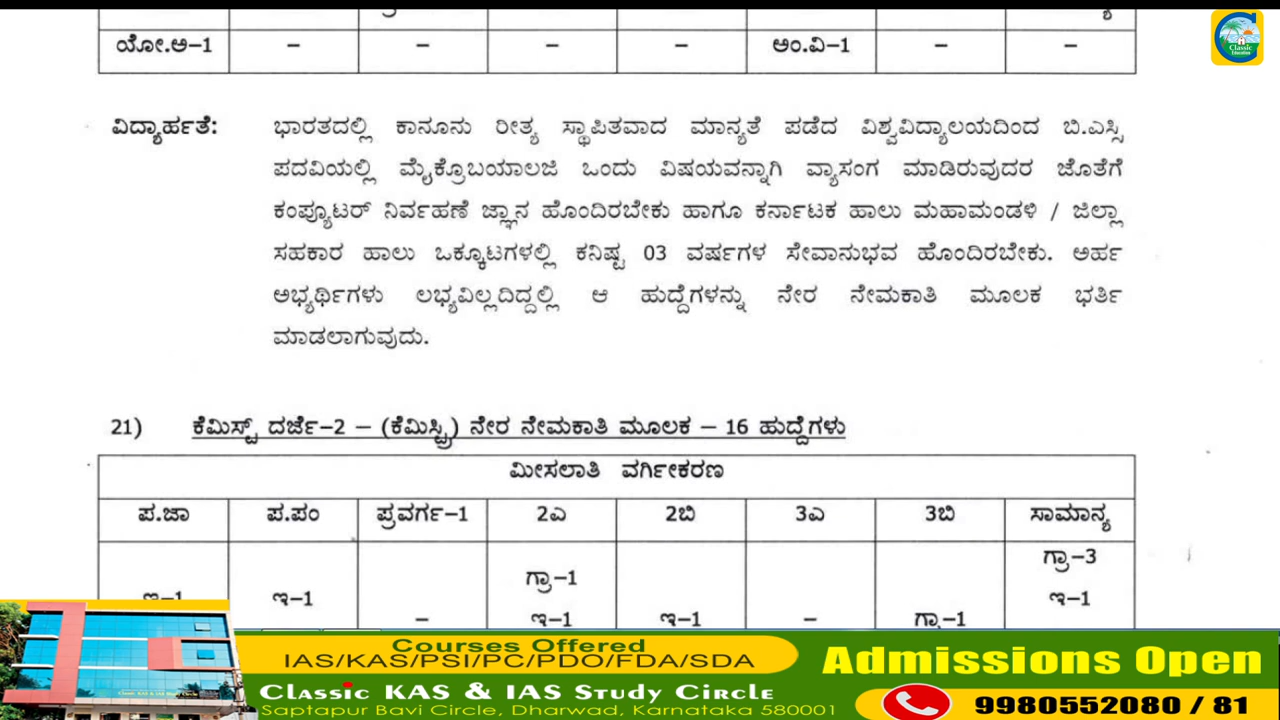 ಯೋ.ಅ–1 – – – – ಅಂ.ವಿ–1 – –
Classic
Education
ವಿದ್ಯಾರ್ಹತೆ: ಭಾರತದಲ್ಲಿ ಕಾನೂನು ರೀತ್ಯ ಸ್ಥಾಪಿತವಾದ ಮಾನ್ಯತೆ ಪಡೆದ ವಿಶ್ವವಿದ್ಯಾಲಯದಿಂದ ಬಿ.ಎಸ್ಸಿ
ಪದವಿಯಲ್ಲಿ ಮೈಕ್ರೊಬಯಾಲಜಿ ಒಂದು ವಿಷಯವನ್ನಾಗಿ ವ್ಯಾಸಂಗ ಮಾಡಿರುವುದರ ಜೊತೆಗೆ
ಕಂಪ್ಯೂಟರ್ ನಿರ್ವಹಣೆ ಜ್ಞಾನ ಹೊಂದಿರಬೇಕು ಹಾಗೂ ಕರ್ನಾಟಕ ಹಾಲು ಮಹಾಮಂಡಳಿ / ಜಿಲ್ಲಾ
ಸಹಕಾರ ಹಾಲು ಒಕ್ಕೂಟಗಳಲ್ಲಿ ಕನಿಷ್ಟ 03 ವರ್ಷಗಳ ಸೇವಾನುಭವ ಹೊಂದಿರಬೇಕು. ಅರ್ಹ
ಅಭ್ಯರ್ಥಿಗಳು ಲಭ್ಯವಿಲ್ಲದಿದ್ದಲ್ಲಿ ಆ ಹುದ್ದೆಗಳನ್ನು ನೇರ ನೇಮಕಾತಿ ಮೂಲಕ ಭರ್ತಿ
ಮಾಡಲಾಗುವುದು.
21) ಕೆಮಿಸ್ಟ್ ದರ್ಜೆ–2 – (ಕೆಮಿಸ್ಟ್ರಿ) ನೇರ ನೇಮಕಾತಿ ಮೂಲಕ – 16 ಹುದ್ದೆಗಳು
ಮೀಸಲಾತಿ ವರ್ಗೀಕರಣ
ಪ.ಜಾ ಪ.ಪಂ ಪ್ರವರ್ಗ–1 2ಎ 2ಬಿ 3ಎ 3ಬಿ ಸಾಮಾನ್ಯ
ಗ್ರಾ–3
ಗ್ರಾ–1
ಇ–1 ಇ–1 ಇ–1
– ಇ–1 ಇ–1 – ಗ್ರಾ–1
Courses Offered
IAS/KAS/PSI/PC/PDO/FDA/SDA
Classic KAS & IAS Study Circle
Saptapur Bavi Circle, Dharwad, Karnataka 580001
Admissions Open
9980552080 / 81